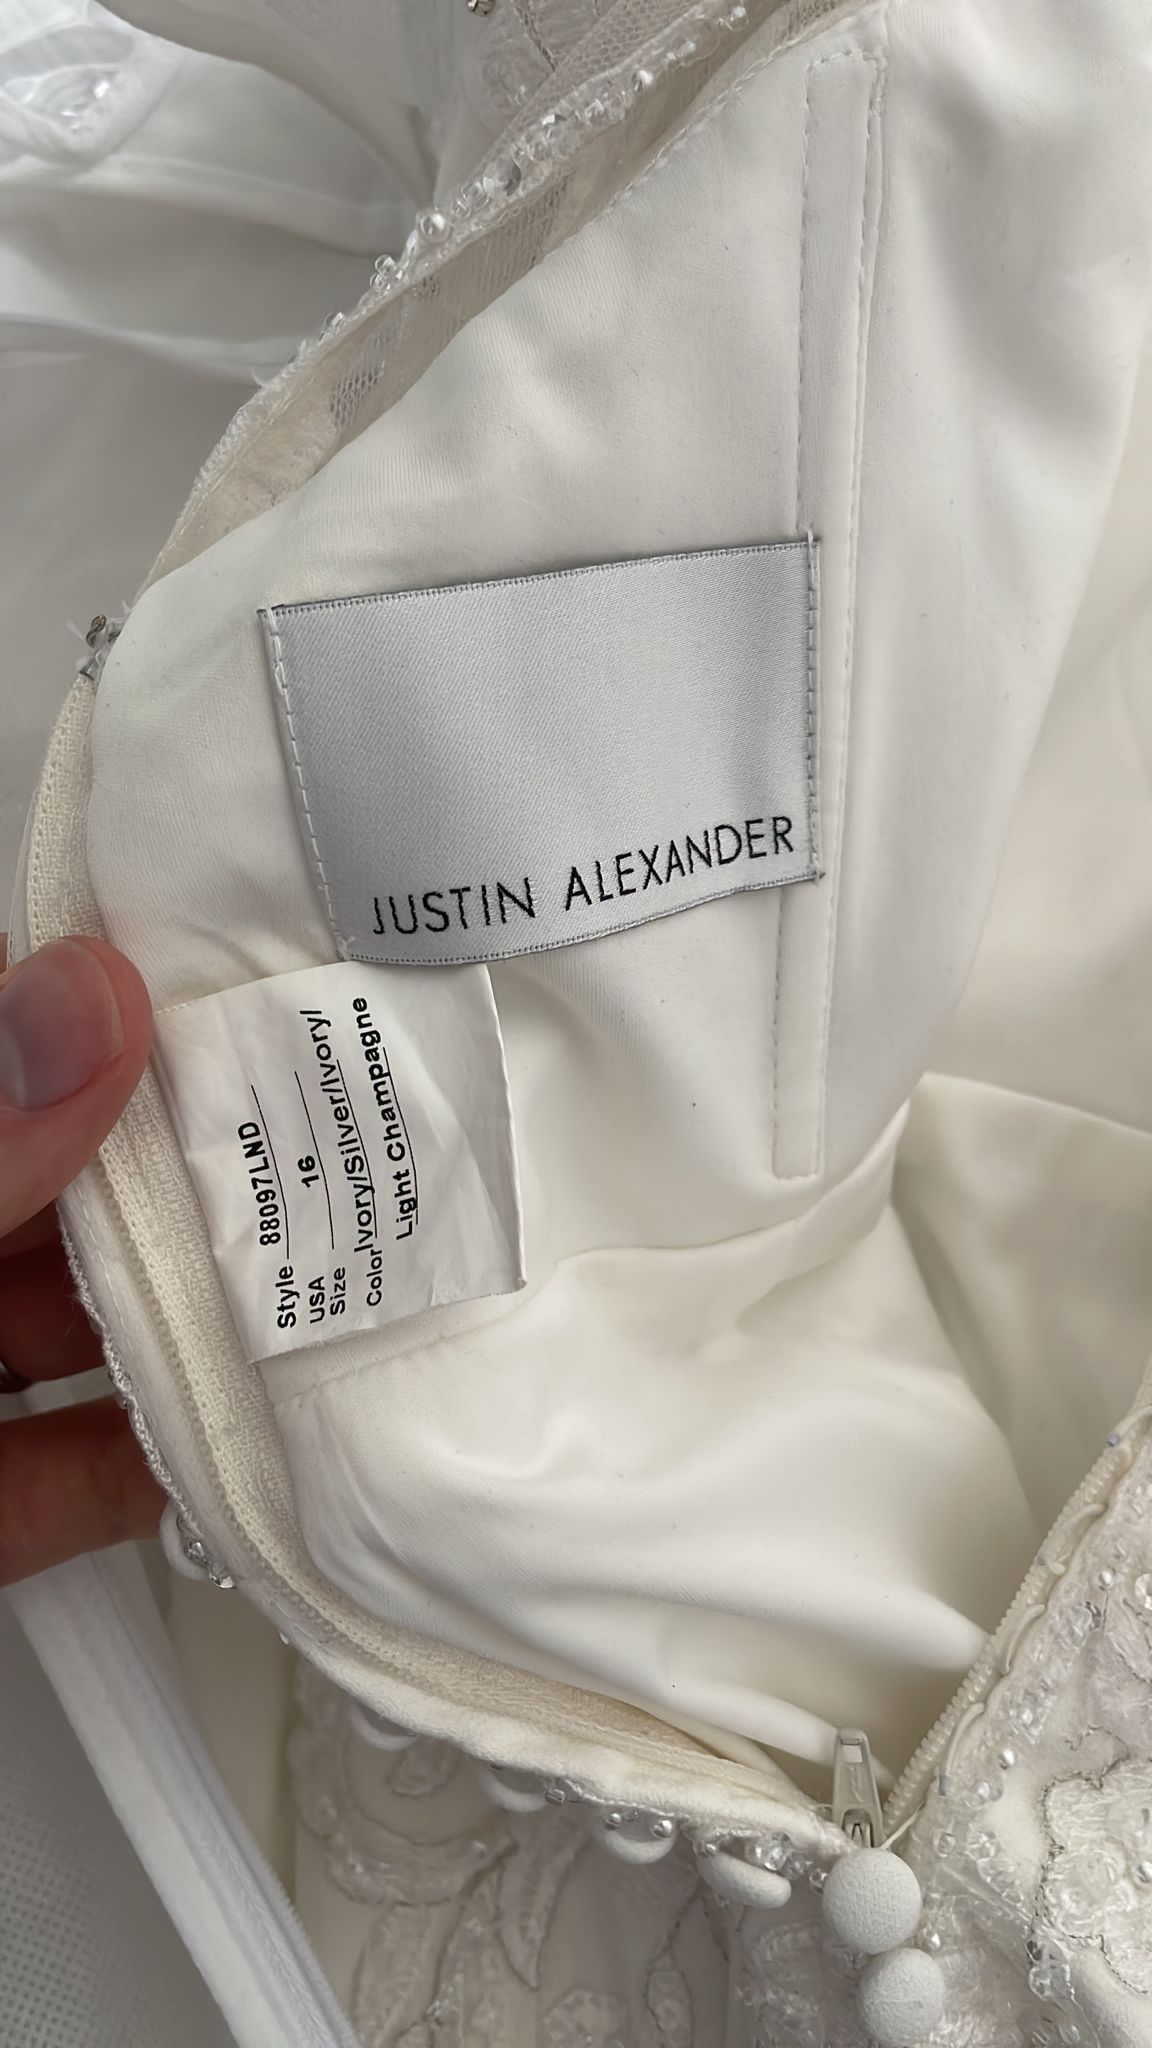 JUSTIN ALEXANDER
Style 88097LND
USA
Size 16
Color Ivory/Silver/Ivory/
Light Champagne